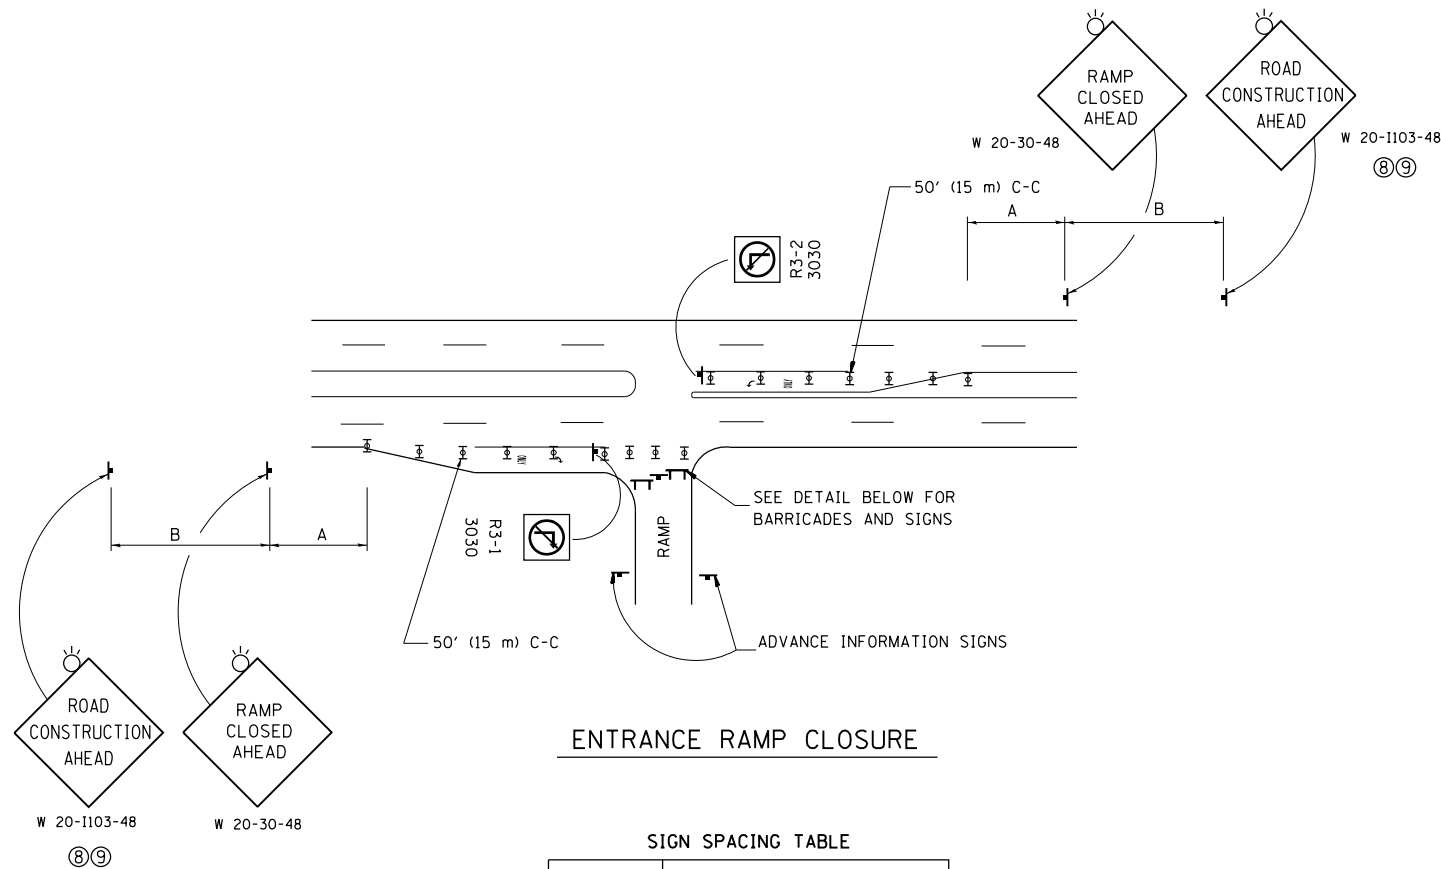 RAMP
CLOSED
AHEAD
ROAD
CONSTRUCTION
AHEAD
W 20-30-48
W 20-I103-48
⑧⑨
50' (15 m) C-C
A
B
R3-2
3030
ONLY
ONLY
SEE DETAIL BELOW FOR
BARRICADES AND SIGNS
R3-1
3030
RAMP
B
A
50' (15 m) C-C
ADVANCE INFORMATION SIGNS
ROAD
CONSTRUCTION
AHEAD
RAMP
CLOSED
AHEAD
ENTRANCE RAMP CLOSURE
W 20-I103-48
W 20-30-48
⑧⑨
SIGN SPACING TABLE